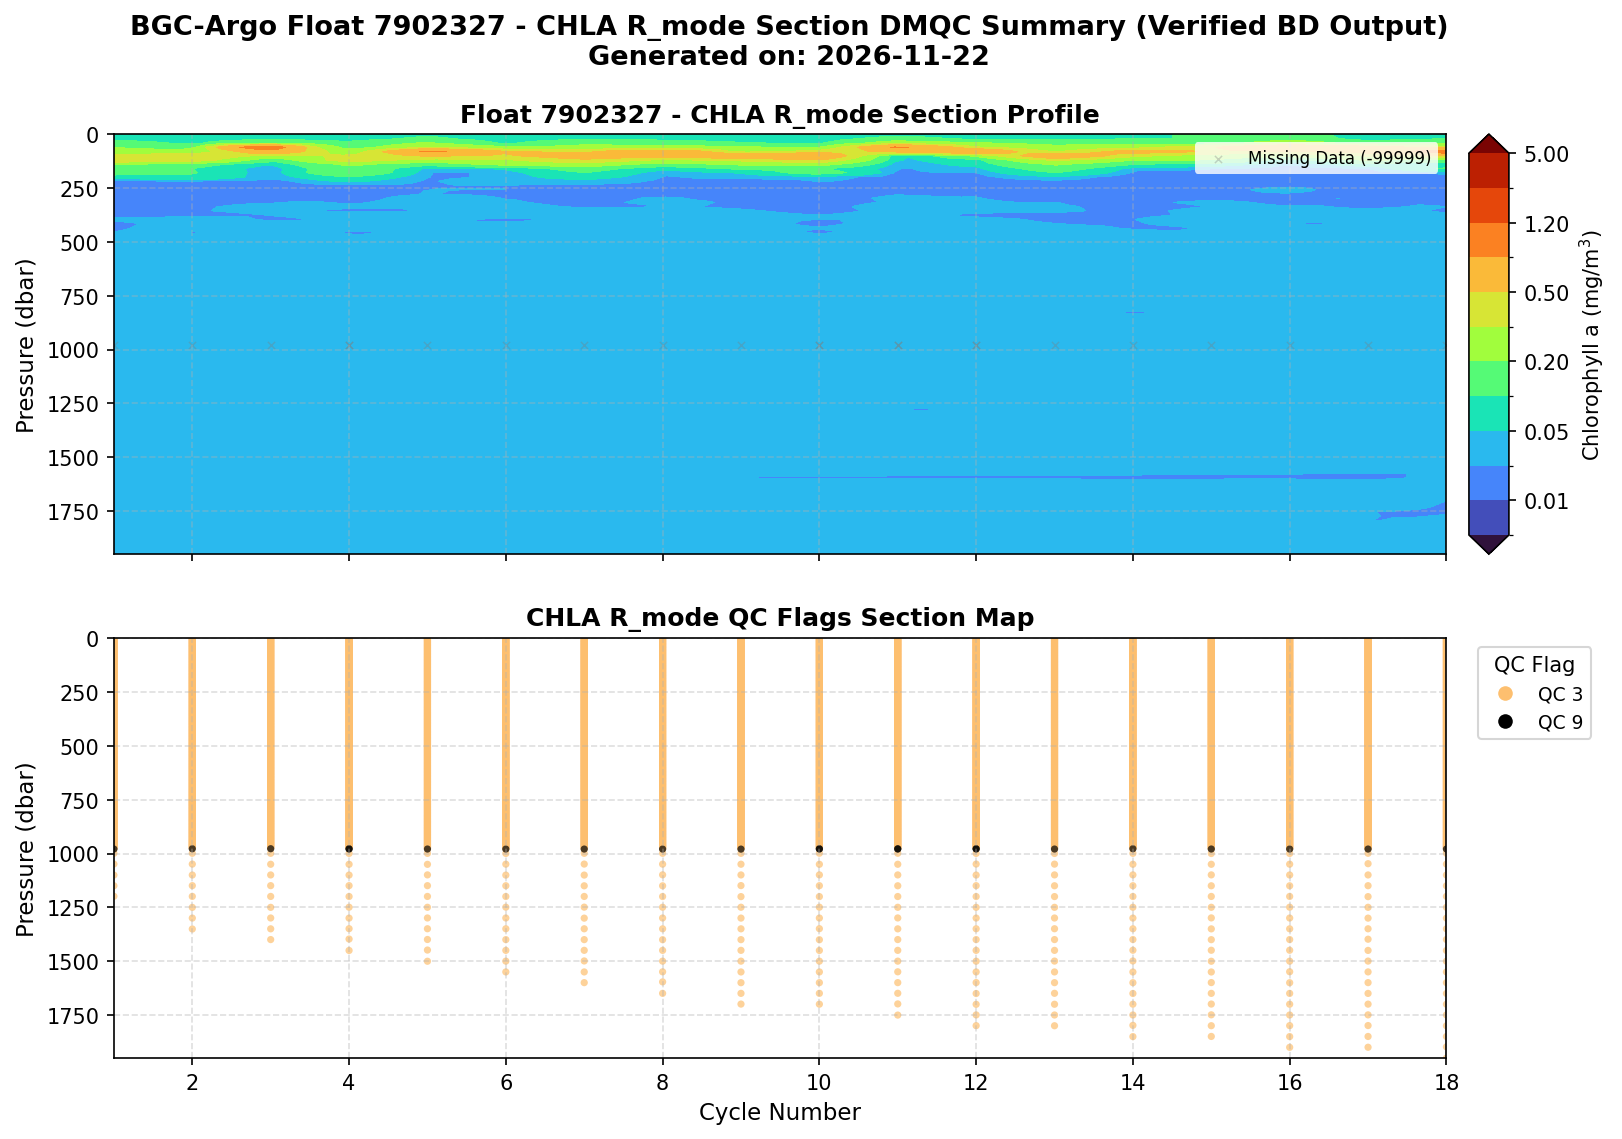 BGC-Argo Float 7902327 - CHLA R_mode Section DMQC Summary (Verified BD Output)
Generated on: 2026-11-22
Float 7902327 - CHLA R_mode Section Profile
Pressure (dbar)
0
250
500
750
1000
1250
1500
1750
Missing Data (-99999)
5.00
1.20
0.50
0.20
0.05
0.01
Chlorophyll a (mg/m³)
CHLA R_mode QC Flags Section Map
Pressure (dbar)
0
250
500
750
1000
1250
1500
1750
2 4 6 8 10 12 14 16 18
Cycle Number
QC Flag
QC 3
QC 9